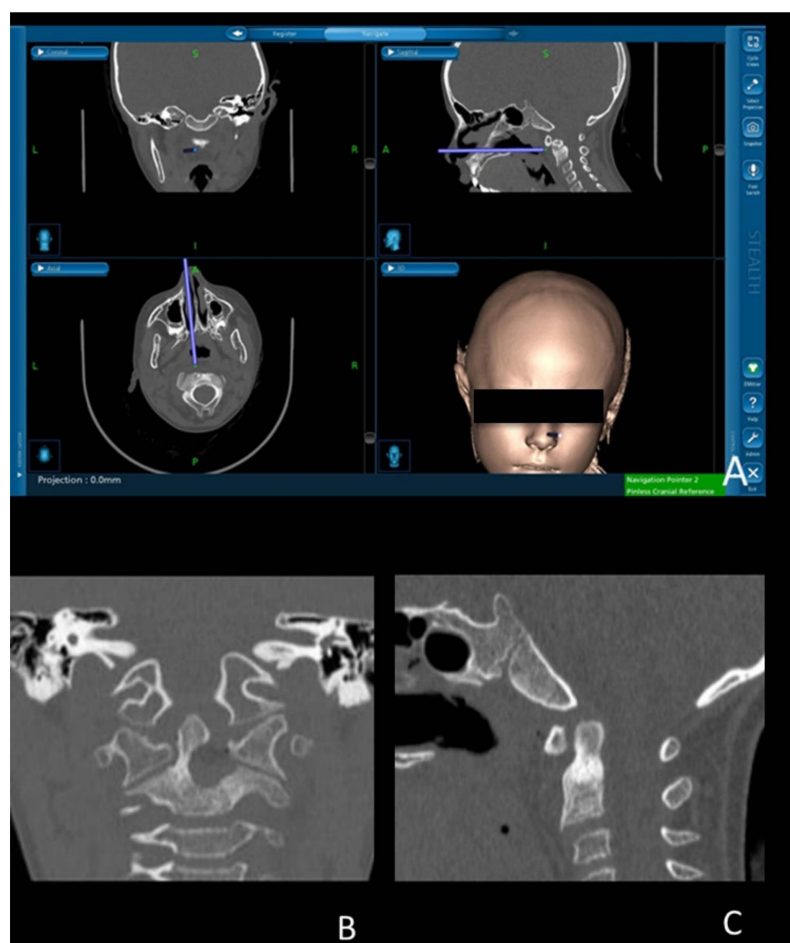 Register
Navigate
Coronal
S
L
R
I
Sagittal
S
A
P
I
Cycle
Views
Select
Projection
Snapshot
Tool
Switch
STEALTH
Axial
A
L
R
P
3D
Help
Admin
Exit
Projection : 0.0mm
Navigation Pointer 2
Pinless Cranial Reference
A
B
C